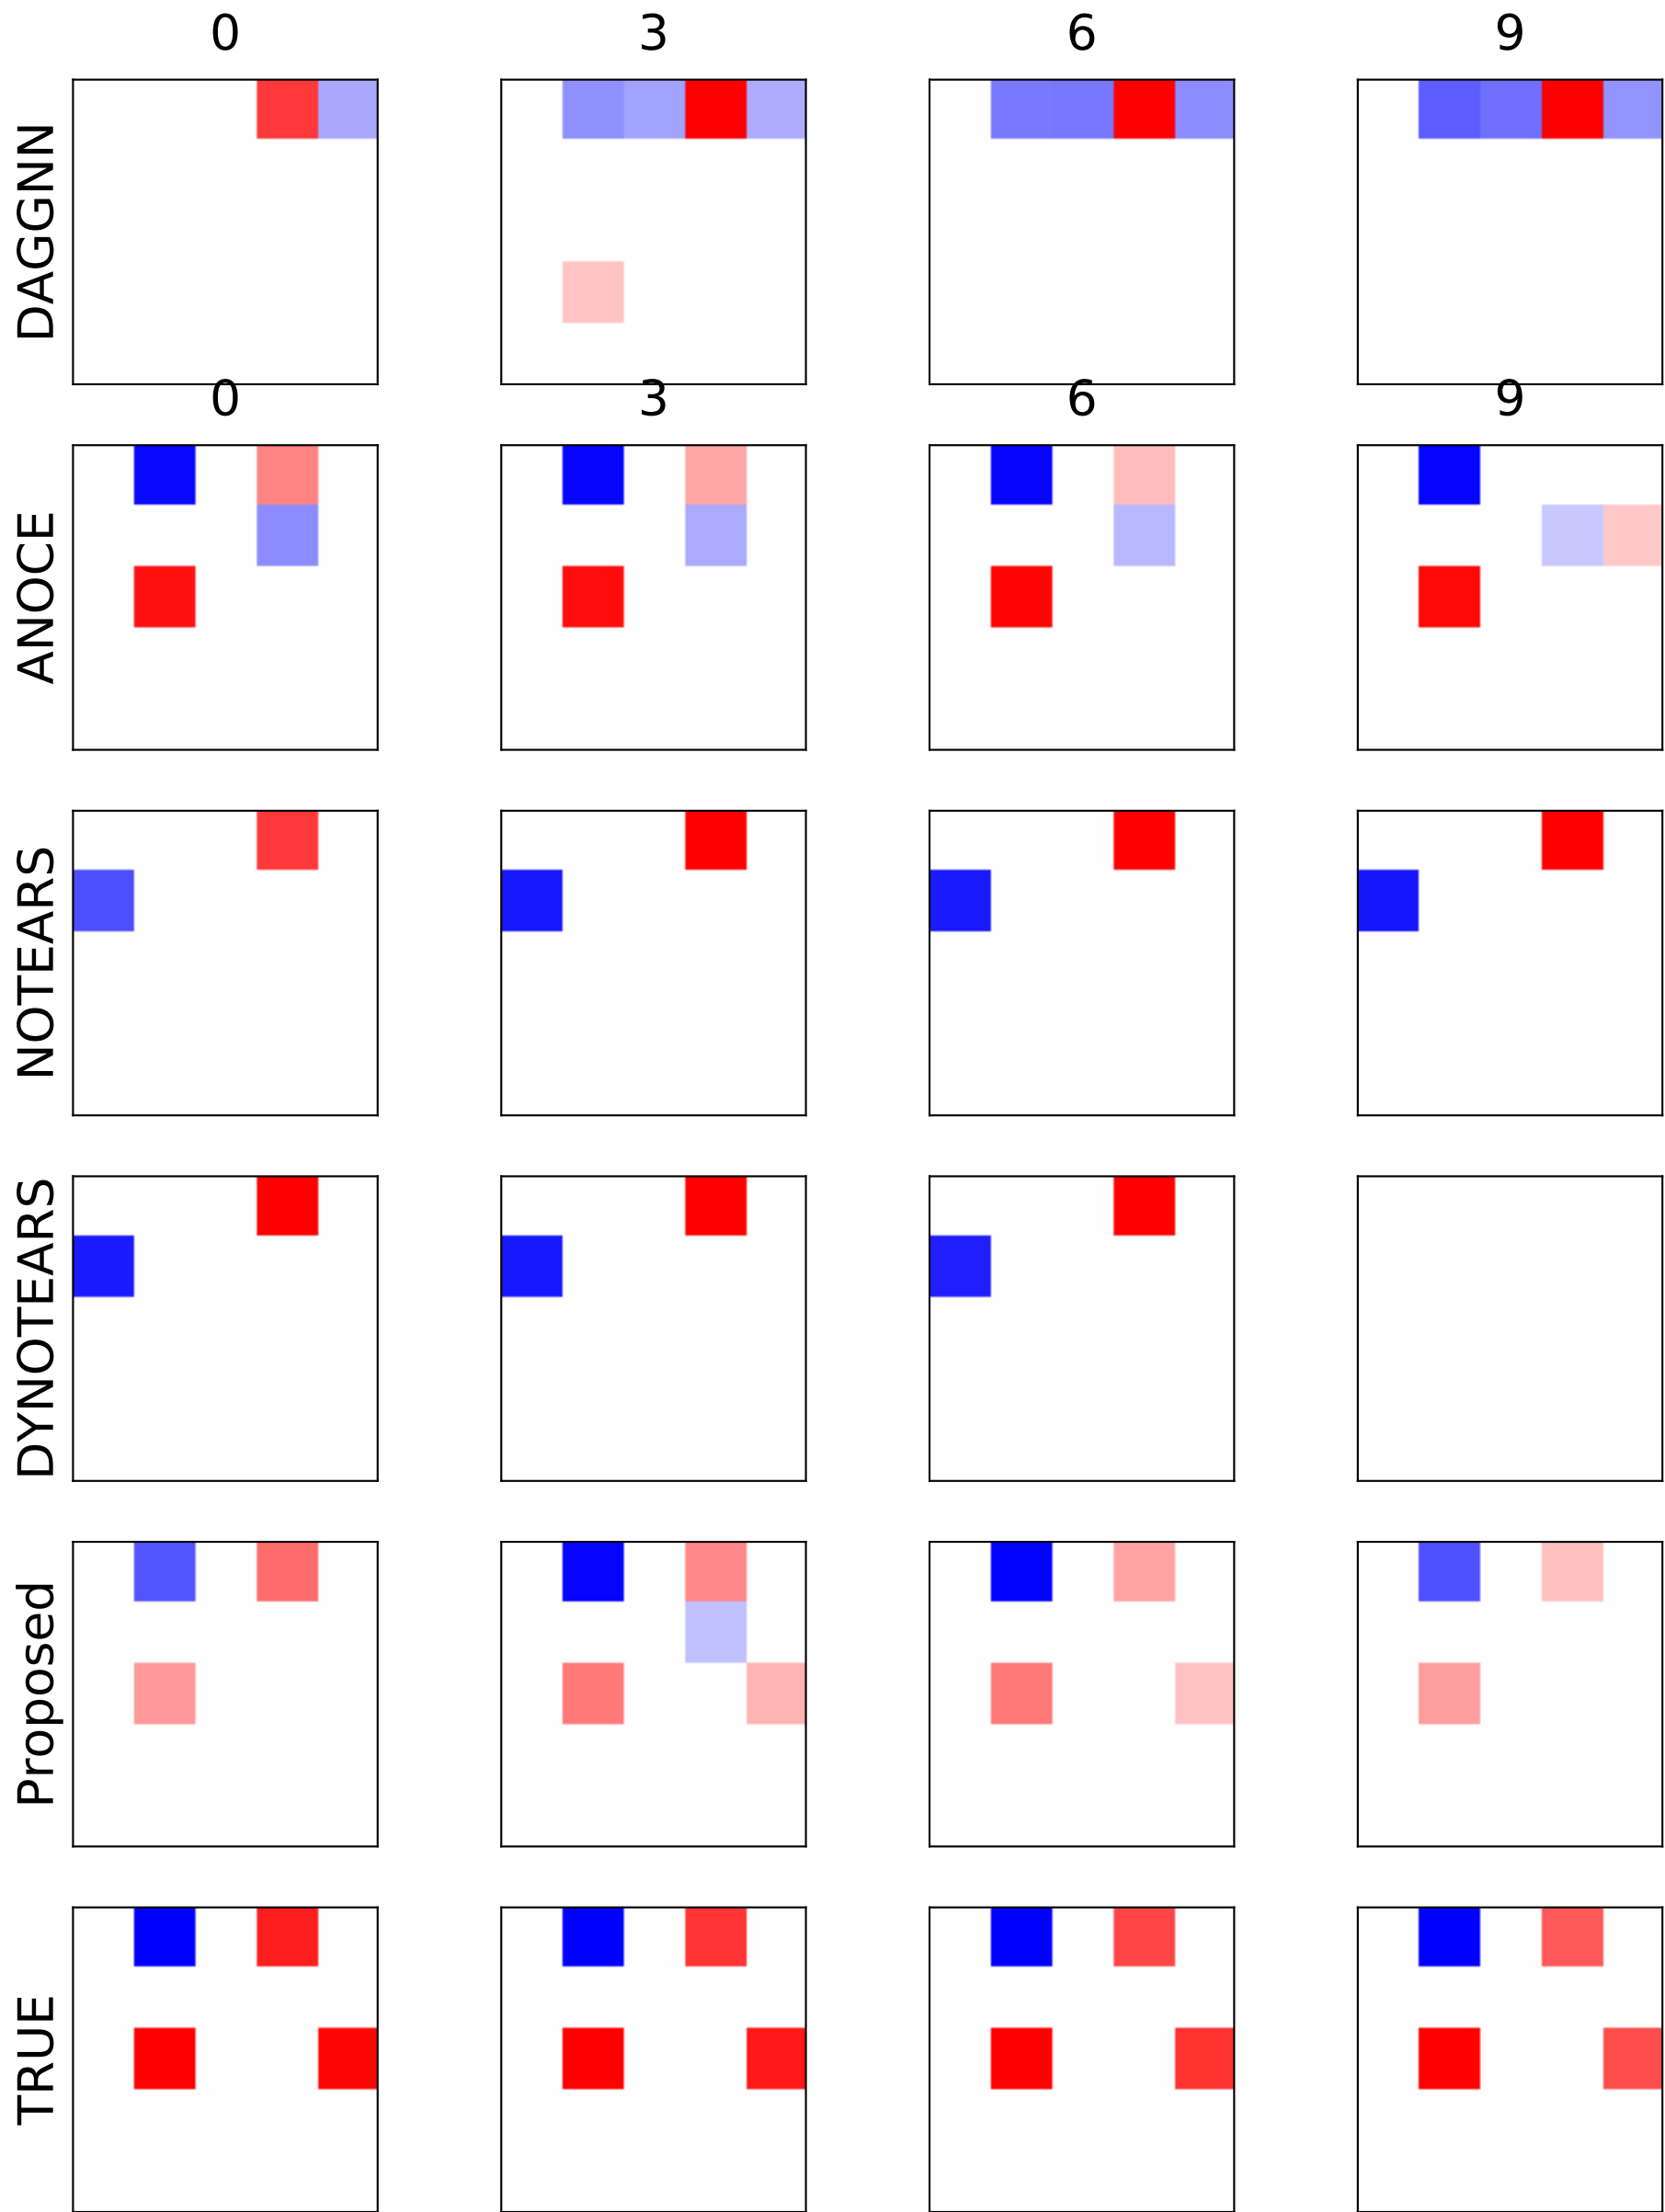 0 3 6 9
DAGGNN
0 3 6 9
ANOCE
NOTEARS
DYNOTEARS
Proposed
TRUE